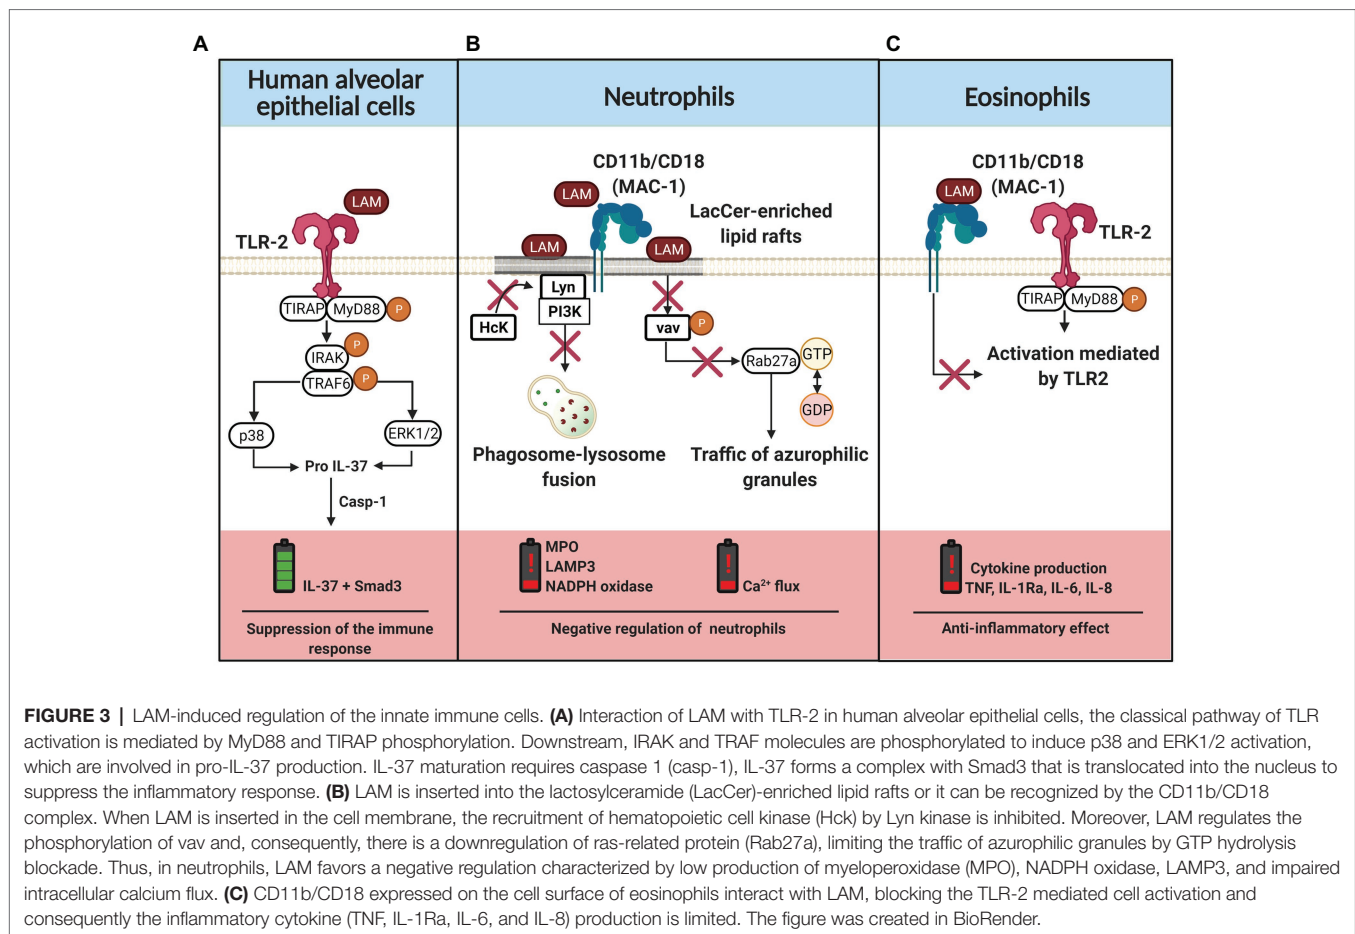 A
B
C
Human alveolar
epithelial cells
Neutrophils
Eosinophils
LAM
TLR-2
TIRAP
MyD88
P
IRAK
P
TRAF6
P
p38
ERK1/2
Pro IL-37
Casp-1
IL-37 + Smad3
Suppression of the immune
response
CD11b/CD18
(MAC-1)
LAM
LacCer-enriched
lipid rafts
LAM
LAM
Lyn
PI3K
HcK
vav
P
Rab27a
GTP
GDP
Phagosome-lysosome
fusion
Traffic of azurophilic
granules
!
MPO
LAMP3
NADPH oxidase
!
Ca²⁺ flux
Negative regulation of neutrophils
CD11b/CD18
(MAC-1)
LAM
TLR-2
TIRAP
MyD88
P
Activation mediated
by TLR2
!
Cytokine production
TNF, IL-1Ra, IL-6, IL-8
Anti-inflammatory effect
FIGURE 3 | LAM-induced regulation of the innate immune cells. (A) Interaction of LAM with TLR-2 in human alveolar epithelial cells, the classical pathway of TLR
activation is mediated by MyD88 and TIRAP phosphorylation. Downstream, IRAK and TRAF molecules are phosphorylated to induce p38 and ERK1/2 activation,
which are involved in pro-IL-37 production. IL-37 maturation requires caspase 1 (casp-1), IL-37 forms a complex with Smad3 that is translocated into the nucleus to
suppress the inflammatory response. (B) LAM is inserted into the lactosylceramide (LacCer)-enriched lipid rafts or it can be recognized by the CD11b/CD18
complex. When LAM is inserted in the cell membrane, the recruitment of hematopoietic cell kinase (Hck) by Lyn kinase is inhibited. Moreover, LAM regulates the
phosphorylation of vav and, consequently, there is a downregulation of ras-related protein (Rab27a), limiting the traffic of azurophilic granules by GTP hydrolysis
blockade. Thus, in neutrophils, LAM favors a negative regulation characterized by low production of myeloperoxidase (MPO), NADPH oxidase, LAMP3, and impaired
intracellular calcium flux. (C) CD11b/CD18 expressed on the cell surface of eosinophils interact with LAM, blocking the TLR-2 mediated cell activation and
consequently the inflammatory cytokine (TNF, IL-1Ra, IL-6, and IL-8) production is limited. The figure was created in BioRender.